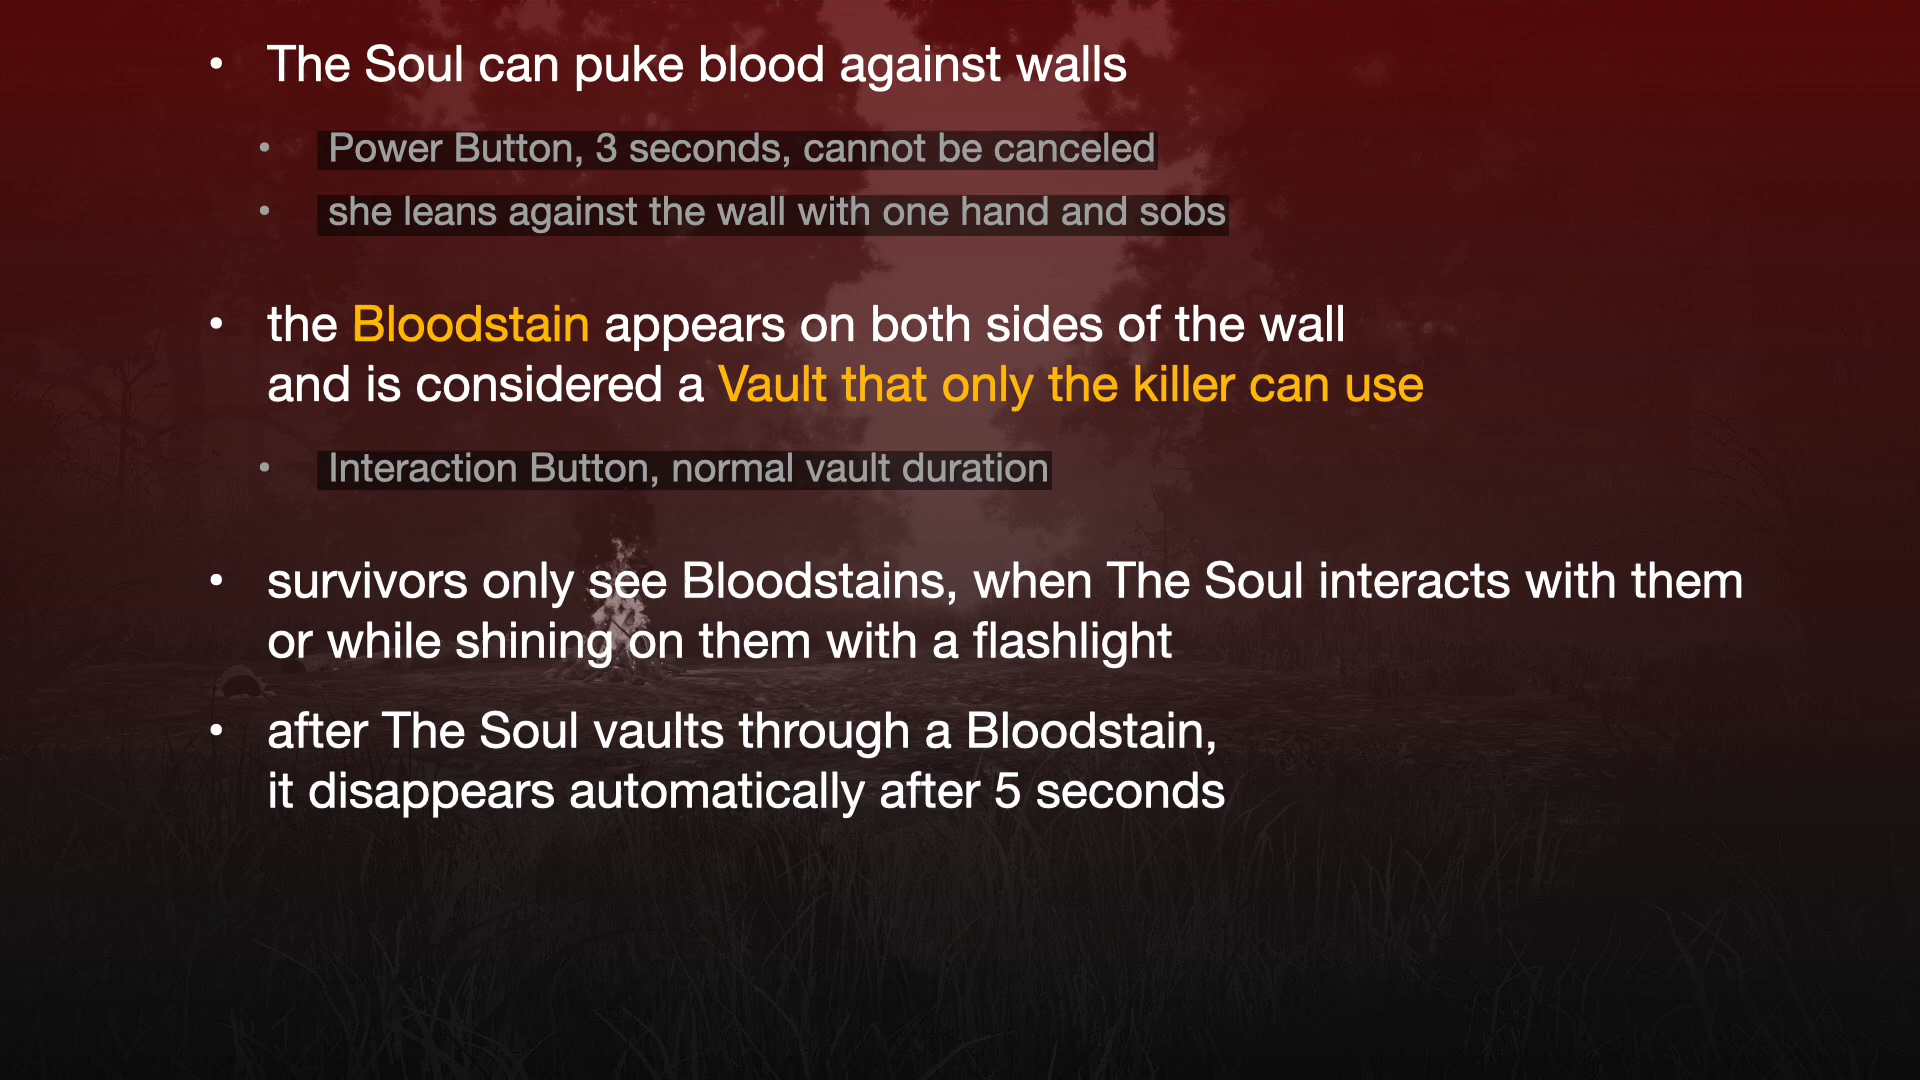 • The Soul can puke blood against walls
• Power Button, 3 seconds, cannot be canceled
• she leans against the wall with one hand and sobs
• the Bloodstain appears on both sides of the wall
and is considered a Vault that only the killer can use
• Interaction Button, normal vault duration
• survivors only see Bloodstains, when The Soul interacts with them
or while shining on them with a flashlight
• after The Soul vaults through a Bloodstain,
it disappears automatically after 5 seconds